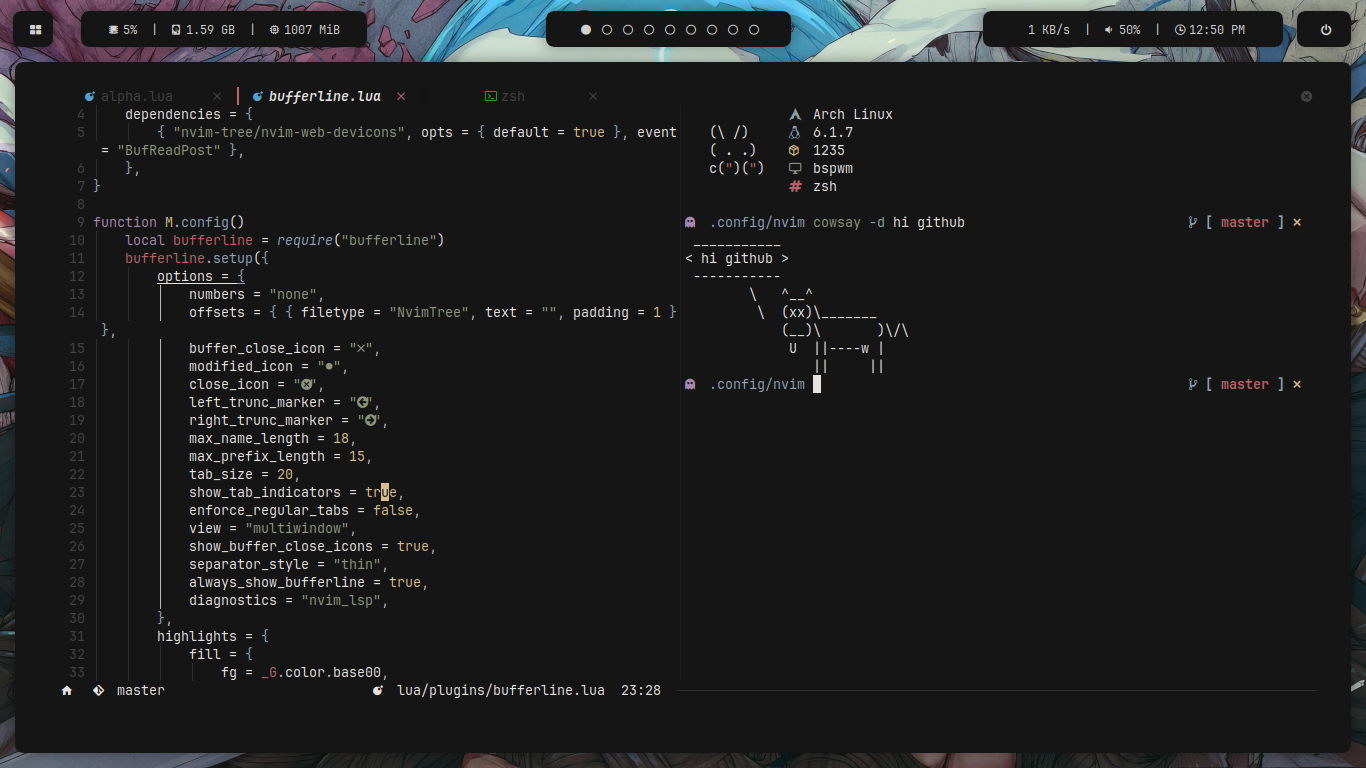 5% | 1.59 GB | 1007 MiB
1 KB/s | 50% | 12:50 PM
alpha.lua × bufferline.lua × zsh ×
4 dependencies = {
5 { "nvim-tree/nvim-web-devicons", opts = { default = true }, event
= "BufReadPost" },
6 },
7 }
8
9 function M.config()
10 local bufferline = require("bufferline")
11 bufferline.setup({
12 options = {
13 numbers = "none",
14 offsets = { { filetype = "NvimTree", text = "", padding = 1 }
},
15 buffer_close_icon = "×",
16 modified_icon = "●",
17 close_icon = "",
18 left_trunc_marker = "",
19 right_trunc_marker = "",
20 max_name_length = 18,
21 max_prefix_length = 15,
22 tab_size = 20,
23 show_tab_indicators = true,
24 enforce_regular_tabs = false,
25 view = "multiwindow",
26 show_buffer_close_icons = true,
27 separator_style = "thin",
28 always_show_bufferline = true,
29 diagnostics = "nvim_lsp",
30 },
31 highlights = {
32 fill = {
33 fg = _G.color.base00,
master lua/plugins/bufferline.lua 23:28
Arch Linux
(\ /) 6.1.7
( . .) 1235
c(")(") bspwm
# zsh
.config/nvim cowsay -d hi github [ master ] ×
___________
< hi github >
-----------
\   ^__^
\  (xx)\_______
(__)\       )\/\
U  ||----w |
||     ||
.config/nvim [ master ] ×